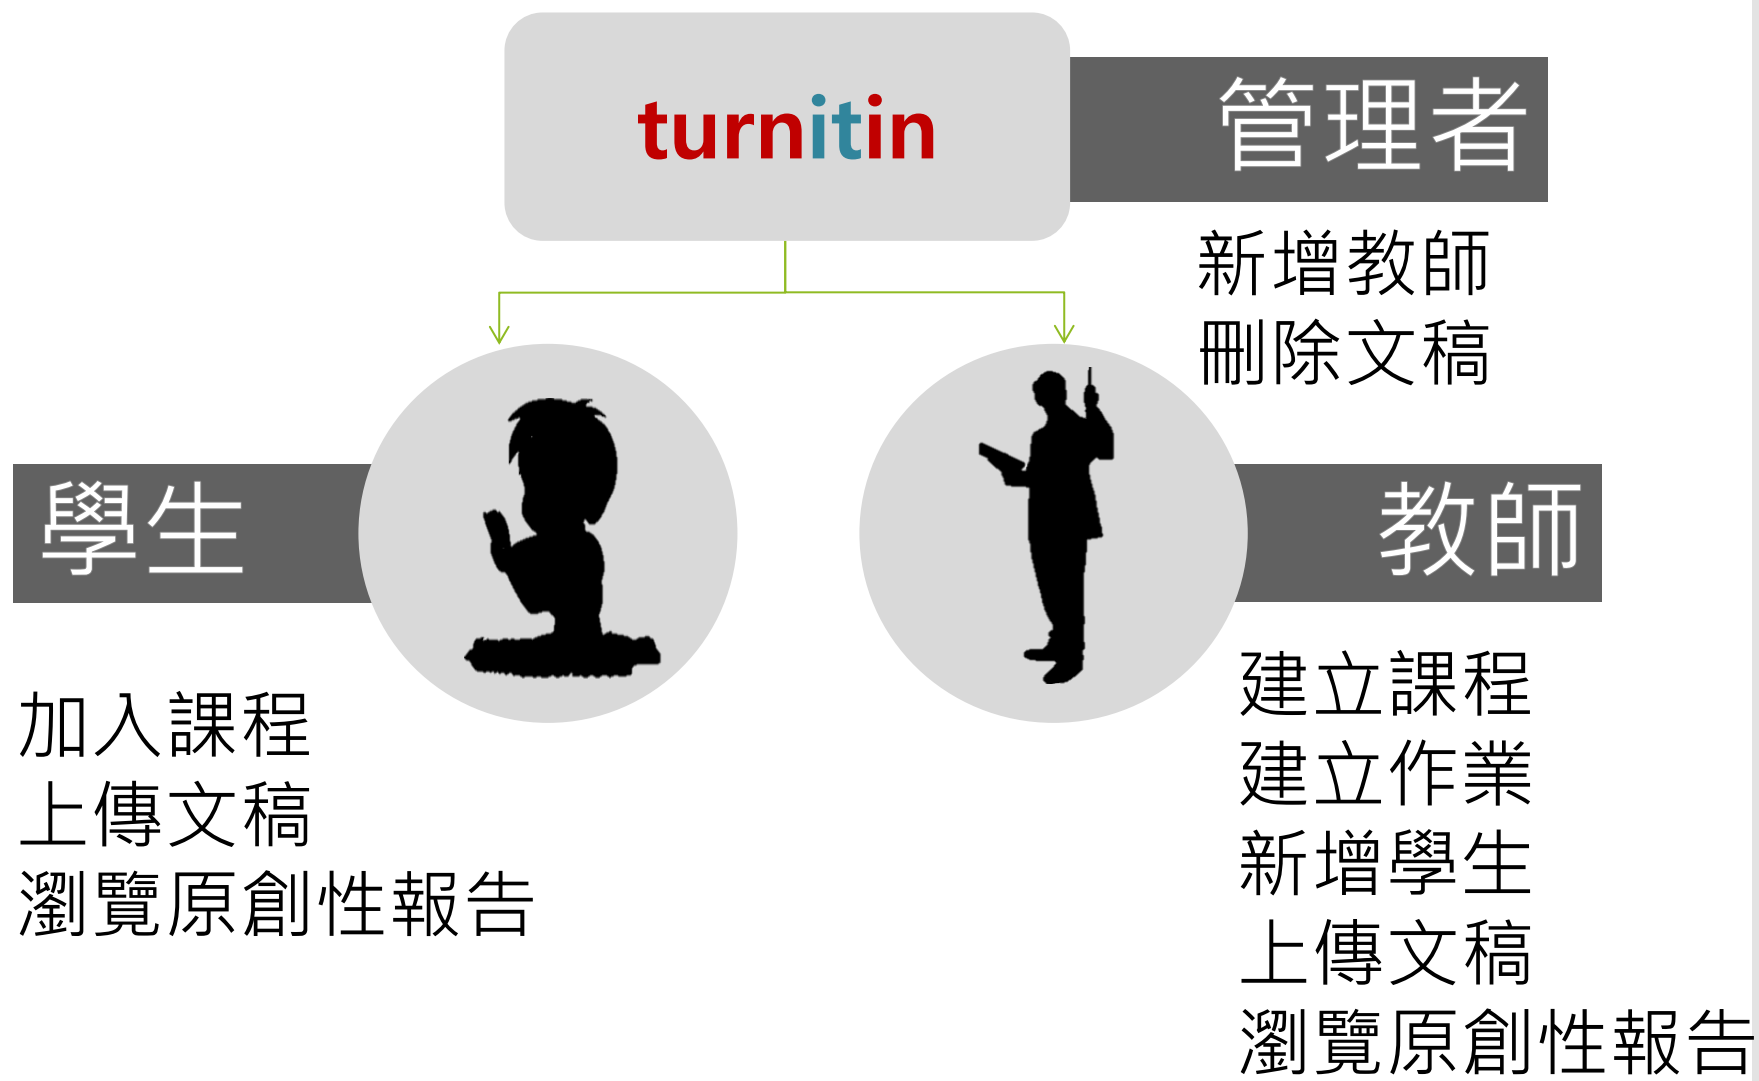 turnitin
管理者
新增教師
刪除文稿
學生
加入課程
上傳文稿
瀏覽原創性報告
教師
建立課程
建立作業
新增學生
上傳文稿
瀏覽原創性報告